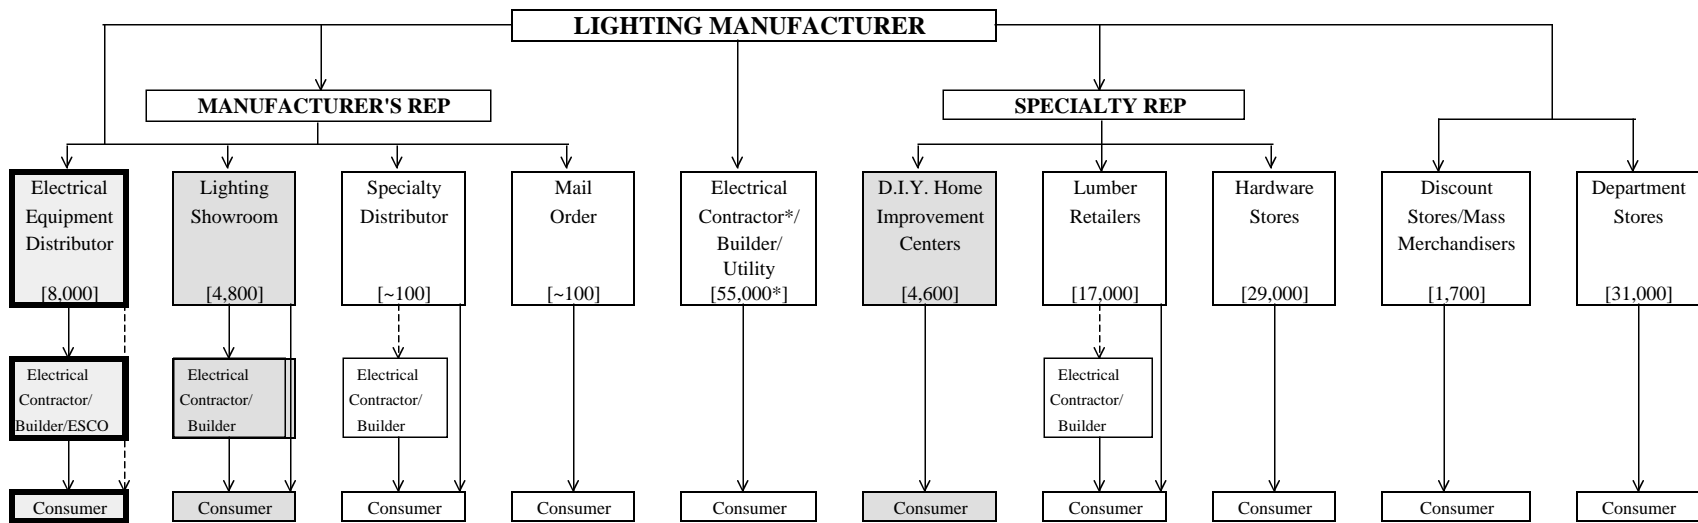 LIGHTING MANUFACTURER
MANUFACTURER'S REP
SPECIALTY REP
Electrical
Equipment
Distributor
[8,000]
Lighting
Showroom
[4,800]
Specialty
Distributor
[~100]
Mail
Order
[~100]
Electrical
Contractor*/
Builder/
Utility
[55,000*]
D.I.Y. Home
Improvement
Centers
[4,600]
Lumber
Retailers
[17,000]
Hardware
Stores
[29,000]
Discount
Stores/Mass
Merchandisers
[1,700]
Department
Stores
[31,000]
Electrical
Contractor/
Builder/ESCO
Electrical
Contractor/
Builder
Electrical
Contractor/
Builder
Electrical
Contractor/
Builder
Consumer
Consumer
Consumer
Consumer
Consumer
Consumer
Consumer
Consumer
Consumer
Consumer